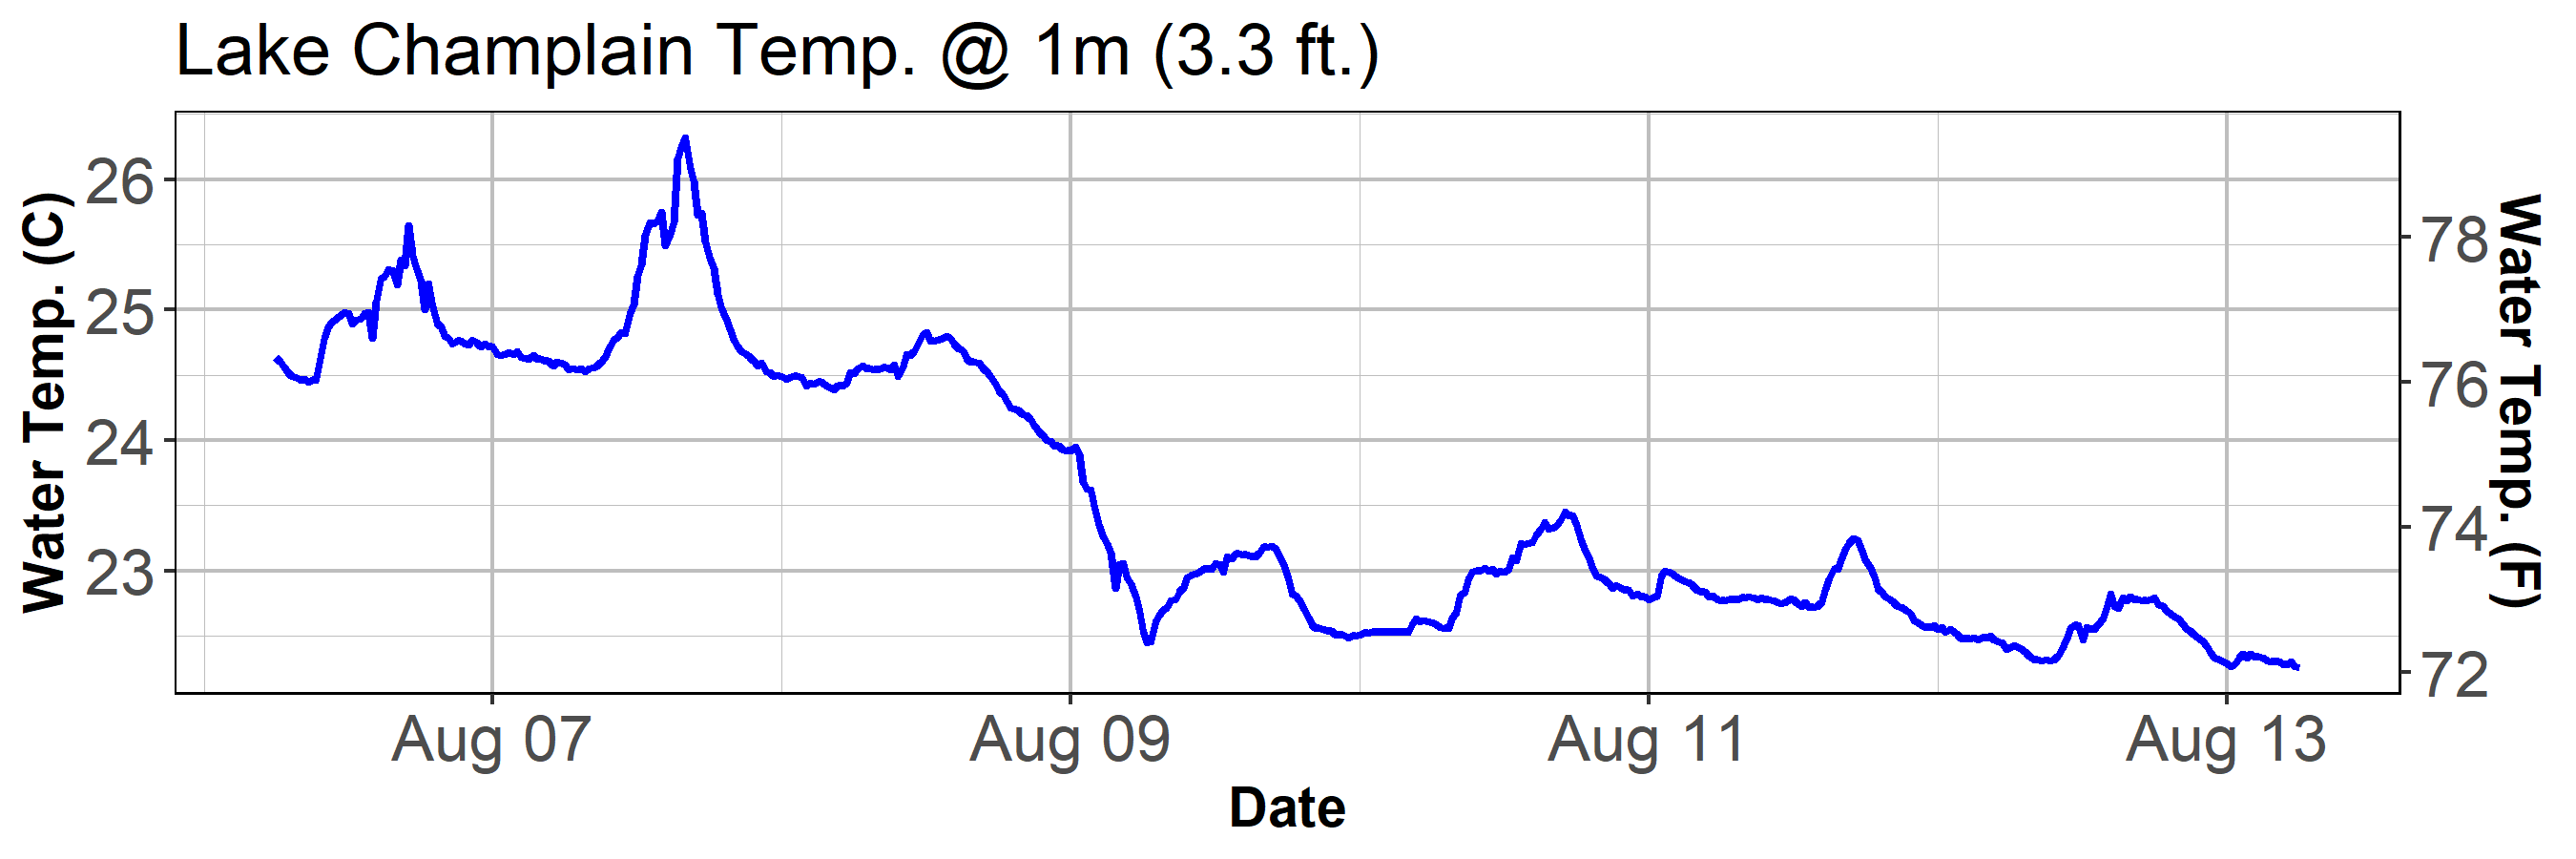 Lake Champlain Temp. @ 1m (3.3 ft.)
Water Temp. (C)
26
25
24
23
78
76
74
72
Water Temp. (F)
Aug 07
Aug 09
Aug 11
Aug 13
Date